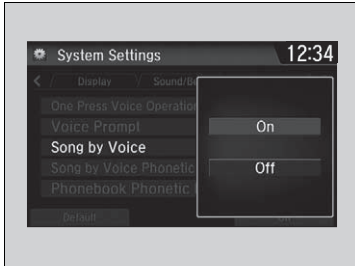 System Settings
12:34
Display
Sound/Be
One Press Voice Operation
Voice Prompt
Song by Voice
Song by Voice Phonetic
Phonebook Phonetic
On
Off
Default